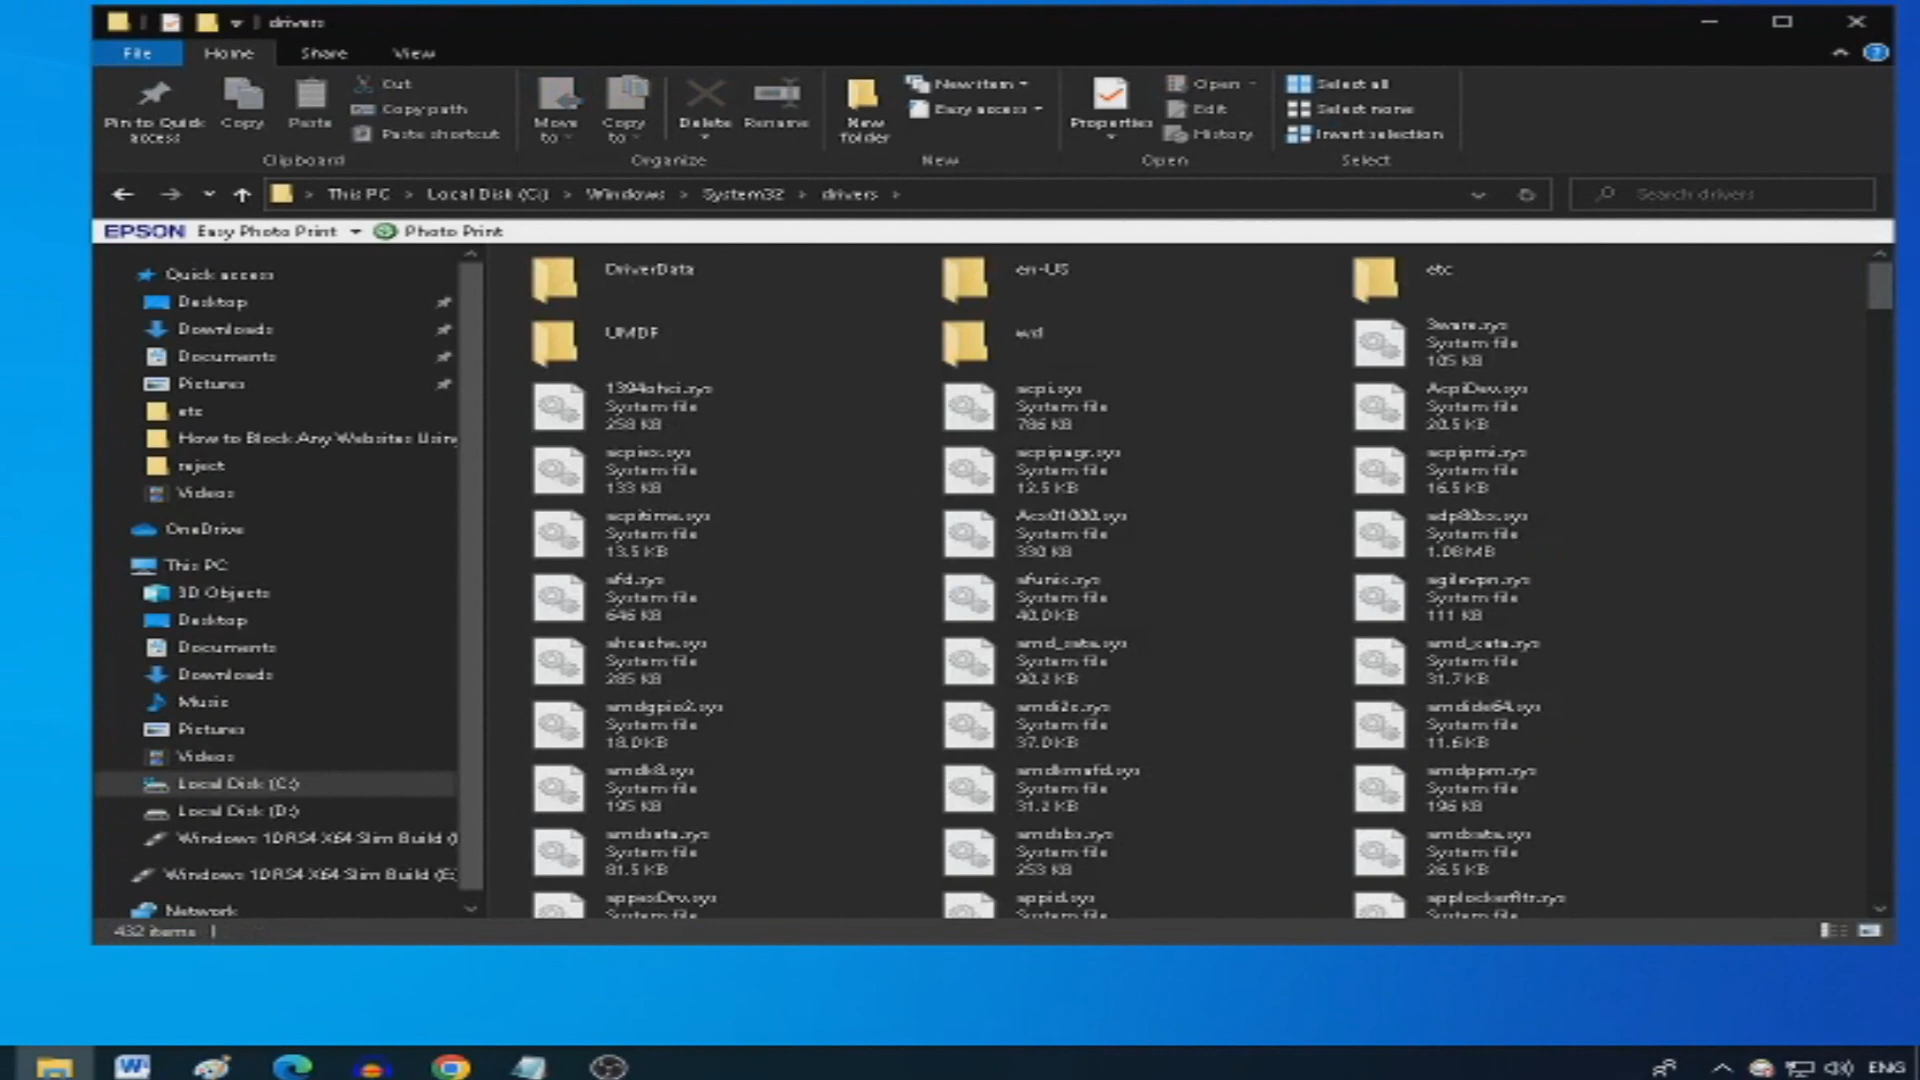 drivers
File Home Share View
Pin to Quick access
Copy
Paste
Cut
Copy path
Paste shortcut
Clipboard
Move to
Copy to
Delete
Rename
Organize
New folder
New item
Easy access
New
Properties
Open
Edit
History
Open
Select all
Select none
Invert selection
Select
This PC > Local Disk (C:) > Windows > System32 > drivers >
Search drivers
EPSON Easy Photo Print Photo Print
Quick access
Desktop
Downloads
Documents
Pictures
etc
How to Block Any Websites Using
reject
Videos
OneDrive
This PC
3D Objects
Desktop
Documents
Downloads
Music
Pictures
Videos
Local Disk (C:)
Local Disk (D:)
Windows 10 RS4 X64 Slim Build (
Windows 10 RS4 X64 Slim Build (E:
Network
DriverData
en-US
etc
UMDF
wd
3ware.sys
System file
105 KB
1394ohci.sys
System file
258 KB
acpi.sys
System file
786 KB
AcpiDev.sys
System file
20.5 KB
acpiex.sys
System file
133 KB
acpipagr.sys
System file
12.5 KB
acpipmi.sys
System file
16.5 KB
acpitime.sys
System file
13.5 KB
Acx01000.sys
System file
330 KB
adp80xx.sys
System file
1.08 MB
afd.sys
System file
646 KB
afunix.sys
System file
40.0 KB
agilevpn.sys
System file
111 KB
ahcache.sys
System file
285 KB
amd_sata.sys
System file
90.2 KB
amd_xata.sys
System file
31.7 KB
amdgpio2.sys
System file
18.0 KB
amdi2c.sys
System file
37.0 KB
amdide64.sys
System file
11.6 KB
amdk8.sys
System file
195 KB
amdkmafd.sys
System file
31.2 KB
amdppm.sys
System file
196 KB
amdsata.sys
System file
81.5 KB
amdsbs.sys
System file
253 KB
amdxata.sys
System file
26.5 KB
appexDrv.sys
System file
appid.sys
System file
applockerfltr.sys
System file
432 items
ENG